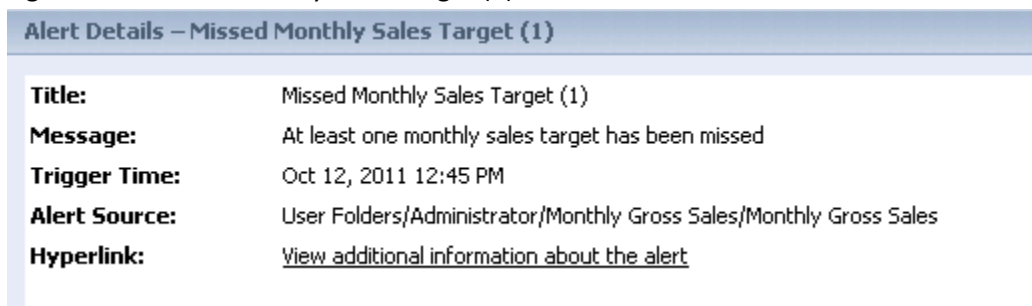 Alert Details – Missed Monthly Sales Target (1)
Title: Missed Monthly Sales Target (1)
Message: At least one monthly sales target has been missed
Trigger Time: Oct 12, 2011 12:45 PM
Alert Source: User Folders/Administrator/Monthly Gross Sales/Monthly Gross Sales
Hyperlink: View additional information about the alert